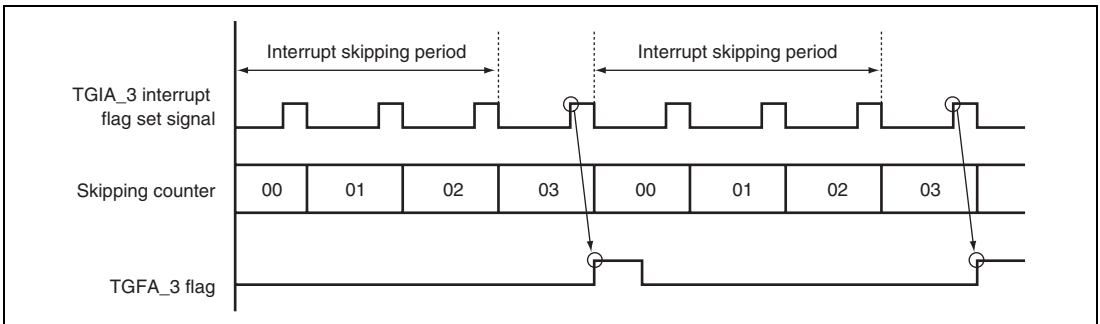 Interrupt skipping period Interrupt skipping period
TGIA_3 interrupt
flag set signal
Skipping counter 00 01 02 03 00 01 02 03
TGFA_3 flag